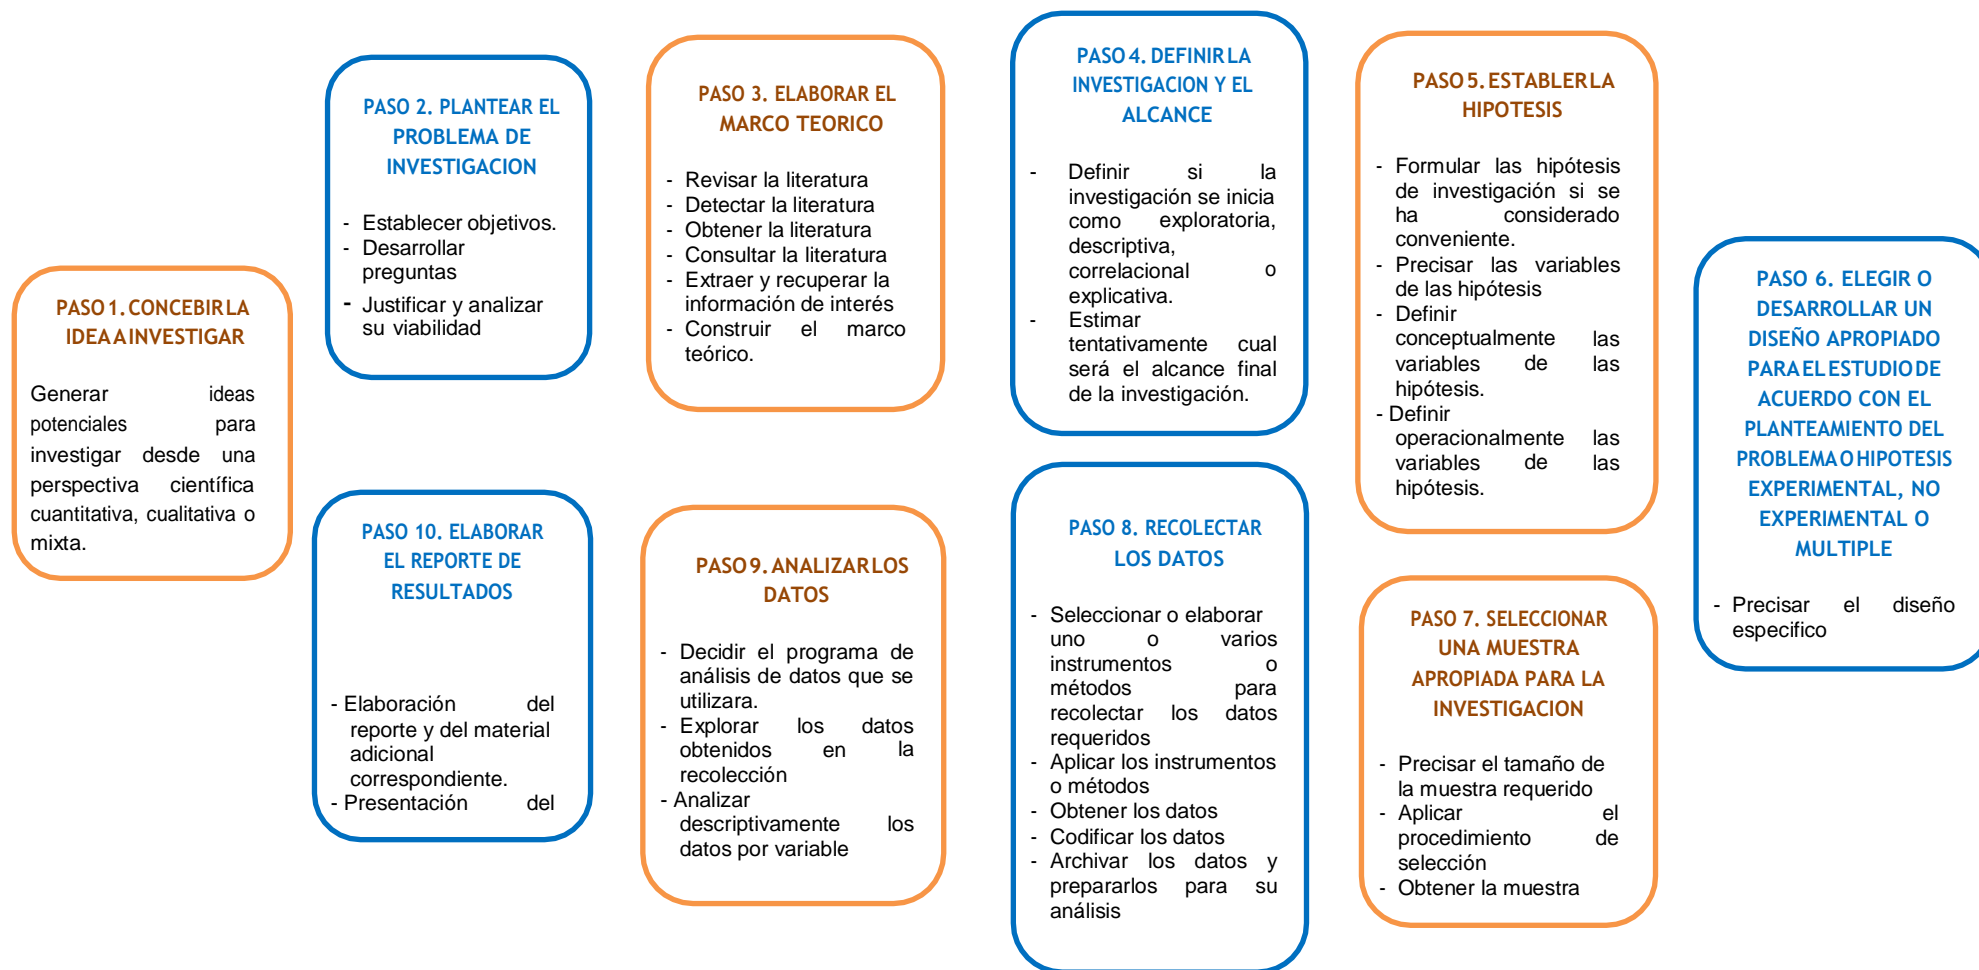 PASO 1. CONCEBIR LA
IDEA A INVESTIGAR
Generar ideas
potenciales para
investigar desde una
perspectiva científica
cuantitativa, cualitativa o
mixta.
PASO 2. PLANTEAR EL
PROBLEMA DE
INVESTIGACION
- Establecer objetivos.
- Desarrollar
preguntas
- Justificar y analizar
su viabilidad
PASO 3. ELABORAR EL
MARCO TEORICO
- Revisar la literatura
- Detectar la literatura
- Obtener la literatura
- Consultar la literatura
- Extraer y recuperar la
información de interés
- Construir el marco
teórico.
PASO 4. DEFINIR LA
INVESTIGACION Y EL
ALCANCE
- Definir si la
investigación se inicia
como exploratoria,
descriptiva,
correlacional o
explicativa.
- Estimar
tentativamente cual
será el alcance final
de la investigación.
PASO 5. ESTABLER LA
HIPOTESIS
- Formular las hipótesis
de investigación si se
ha considerado
conveniente.
- Precisar las variables
de las hipótesis
- Definir
conceptualmente las
variables de las
hipótesis.
- Definir
operacionalmente las
variables de las
hipótesis.
PASO 6. ELEGIR O
DESARROLLAR UN
DISEÑO APROPIADO
PARA EL ESTUDIO DE
ACUERDO CON EL
PLANTEAMIENTO DEL
PROBLEMA O HIPOTESIS
EXPERIMENTAL, NO
EXPERIMENTAL O
MULTIPLE
- Precisar el diseño
especifico
PASO 7. SELECCIONAR
UNA MUESTRA
APROPIADA PARA LA
INVESTIGACION
- Precisar el tamaño de
la muestra requerido
- Aplicar el
procedimiento de
selección
- Obtener la muestra
PASO 8. RECOLECTAR
LOS DATOS
- Seleccionar o elaborar
uno o varios
instrumentos o
métodos para
recolectar los datos
requeridos
- Aplicar los instrumentos
o métodos
- Obtener los datos
- Codificar los datos
- Archivar los datos y
prepararlos para su
análisis
PASO 9. ANALIZAR LOS
DATOS
- Decidir el programa de
análisis de datos que se
utilizara.
- Explorar los datos
obtenidos en la
recolección
- Analizar
descriptivamente los
datos por variable
PASO 10. ELABORAR
EL REPORTE DE
RESULTADOS
- Elaboración del
reporte y del material
adicional
correspondiente.
- Presentación del